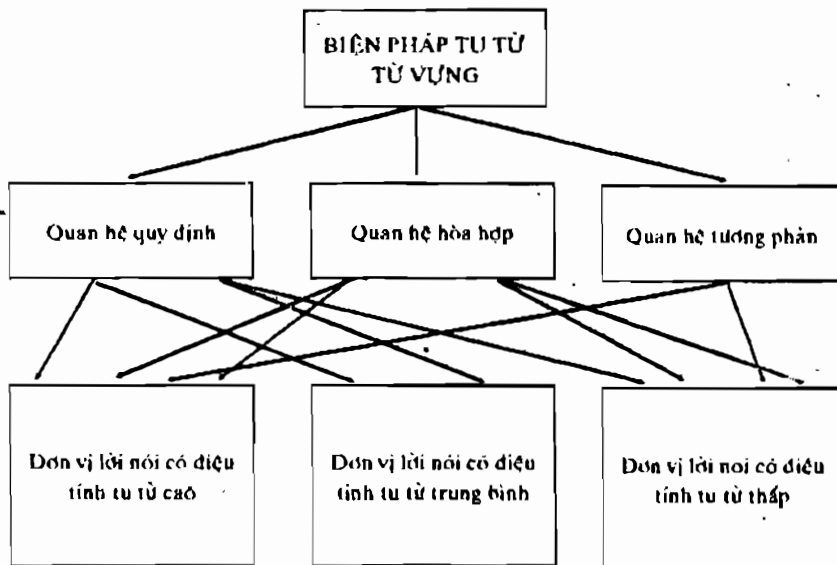 BIỆN PHÁP TU TỪ
TỪ VỰNG
Quan hệ quy định
Quan hệ hòa hợp
Quan hệ tương phản
Đơn vị lời nói có điệu
tính tu từ cao
Đơn vị lời nói có điệu
tính tu từ trung bình
Đơn vị lời nói có điệu
tính tu từ thấp